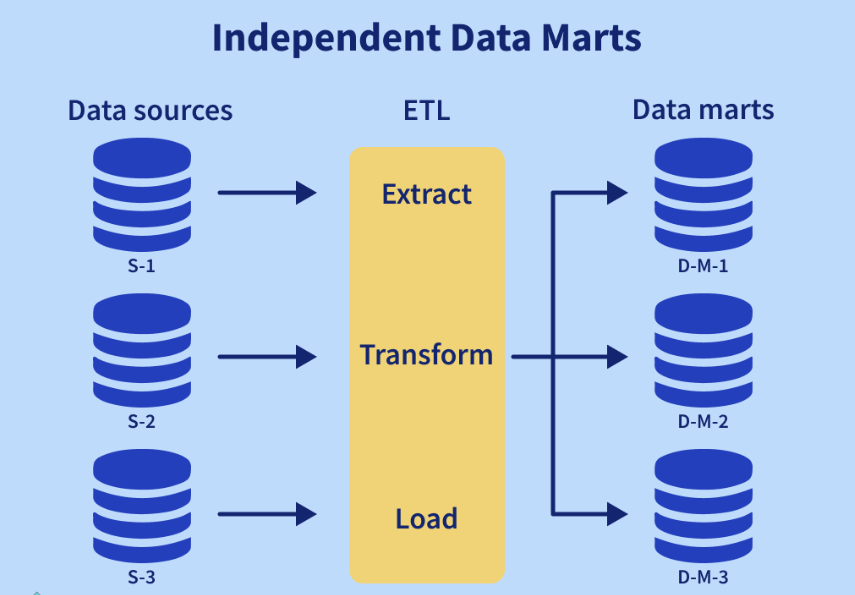 Independent Data Marts
Data sources
ETL
Data marts
Extract
S-1
D-M-1
Transform
S-2
D-M-2
Load
S-3
D-M-3